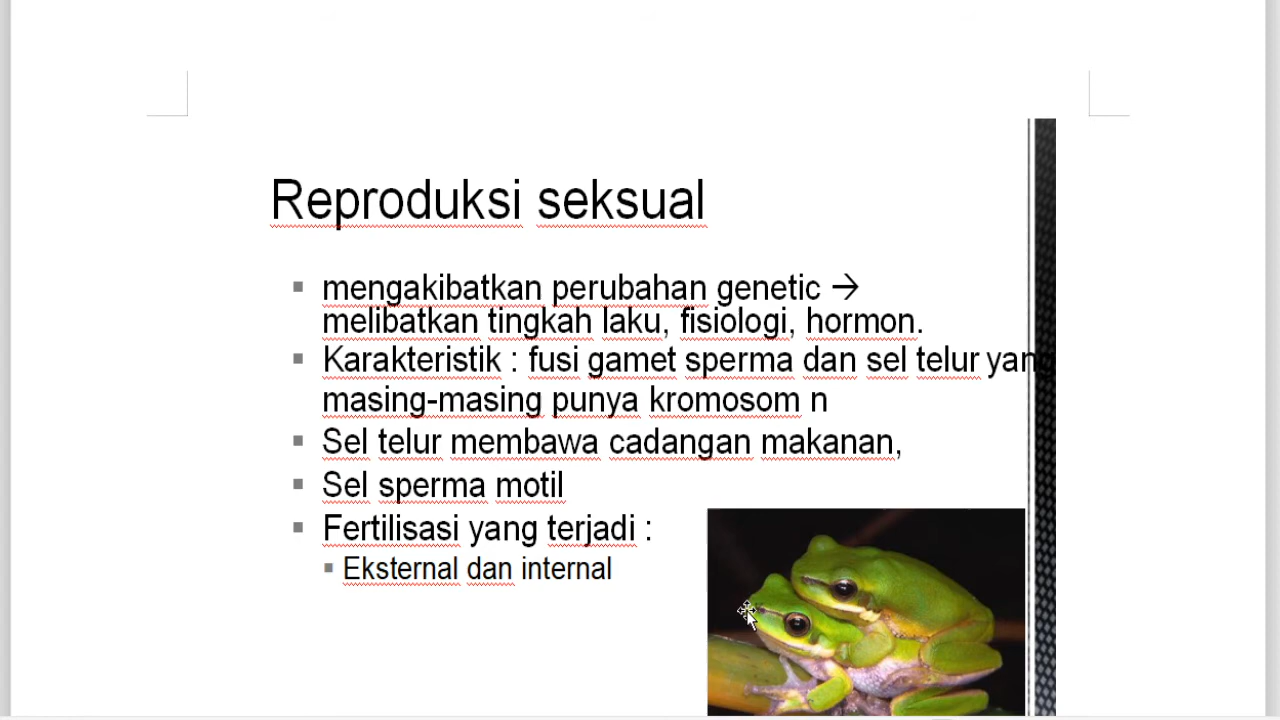 Reproduksi seksual
▪ mengakibatkan perubahan genetic →
melibatkan tingkah laku, fisiologi, hormon.
▪ Karakteristik : fusi gamet sperma dan sel telur yang
masing-masing punya kromosom n
▪ Sel telur membawa cadangan makanan,
▪ Sel sperma motil
▪ Fertilisasi yang terjadi :
▪ Eksternal dan internal